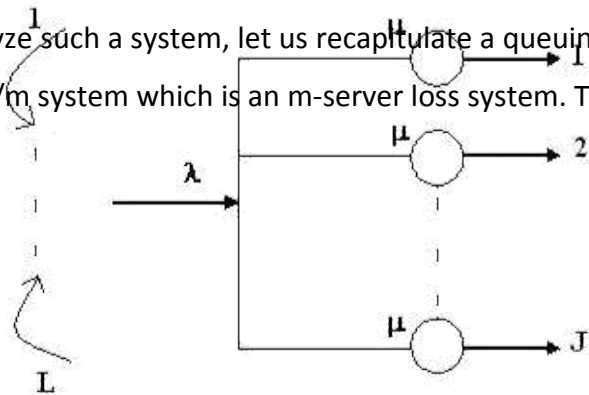 1
yze such a system, let us recapitulate a queuin
μ
1
/m system which is an m-server loss system. T
μ
2
λ
μ
J
L